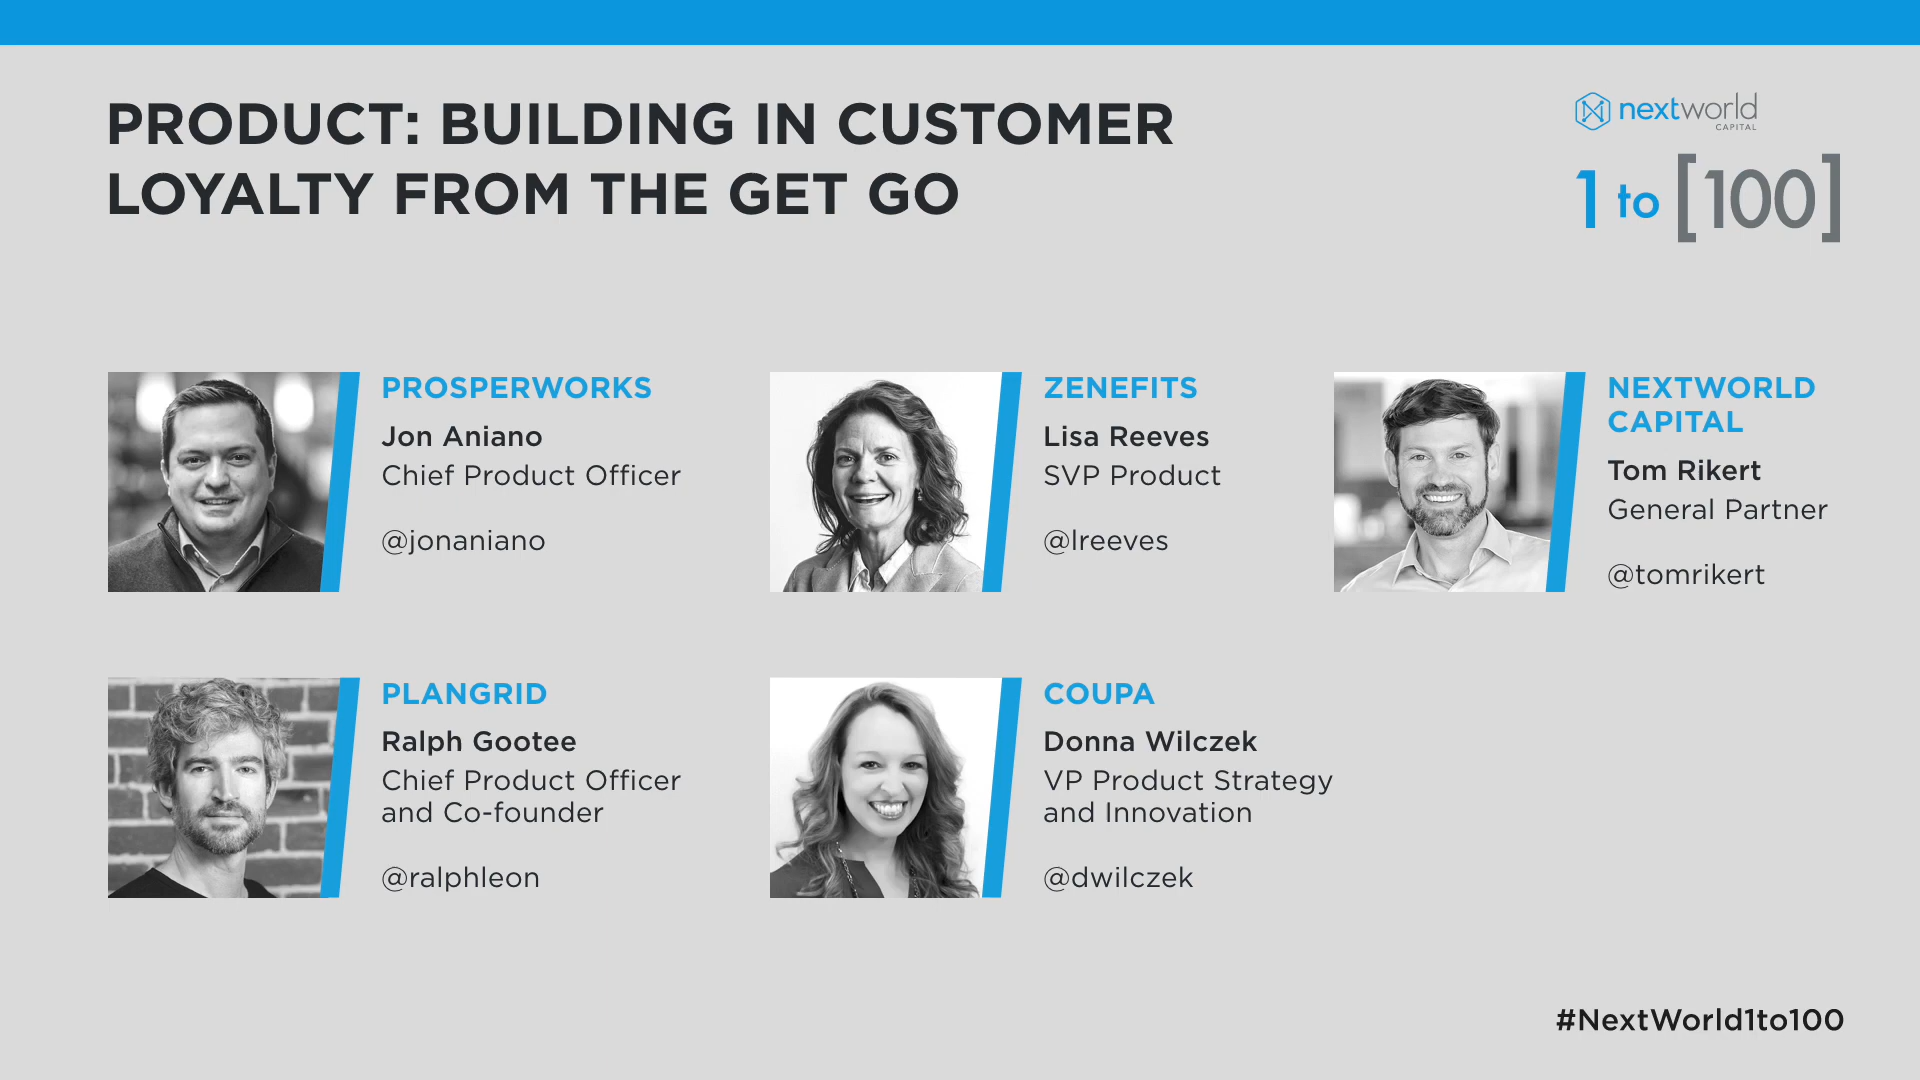 PRODUCT: BUILDING IN CUSTOMER
LOYALTY FROM THE GET GO
nextworld
CAPITAL
1 to [100]
PROSPERWORKS
Jon Aniano
Chief Product Officer
@jonaniano
ZENEFITS
Lisa Reeves
SVP Product
@lreeves
NEXTWORLD
CAPITAL
Tom Rikert
General Partner
@tomrikert
PLANGRID
Ralph Gootee
Chief Product Officer
and Co-founder
@ralphleon
COUPA
Donna Wilczek
VP Product Strategy
and Innovation
@dwilczek
#NextWorld1to100